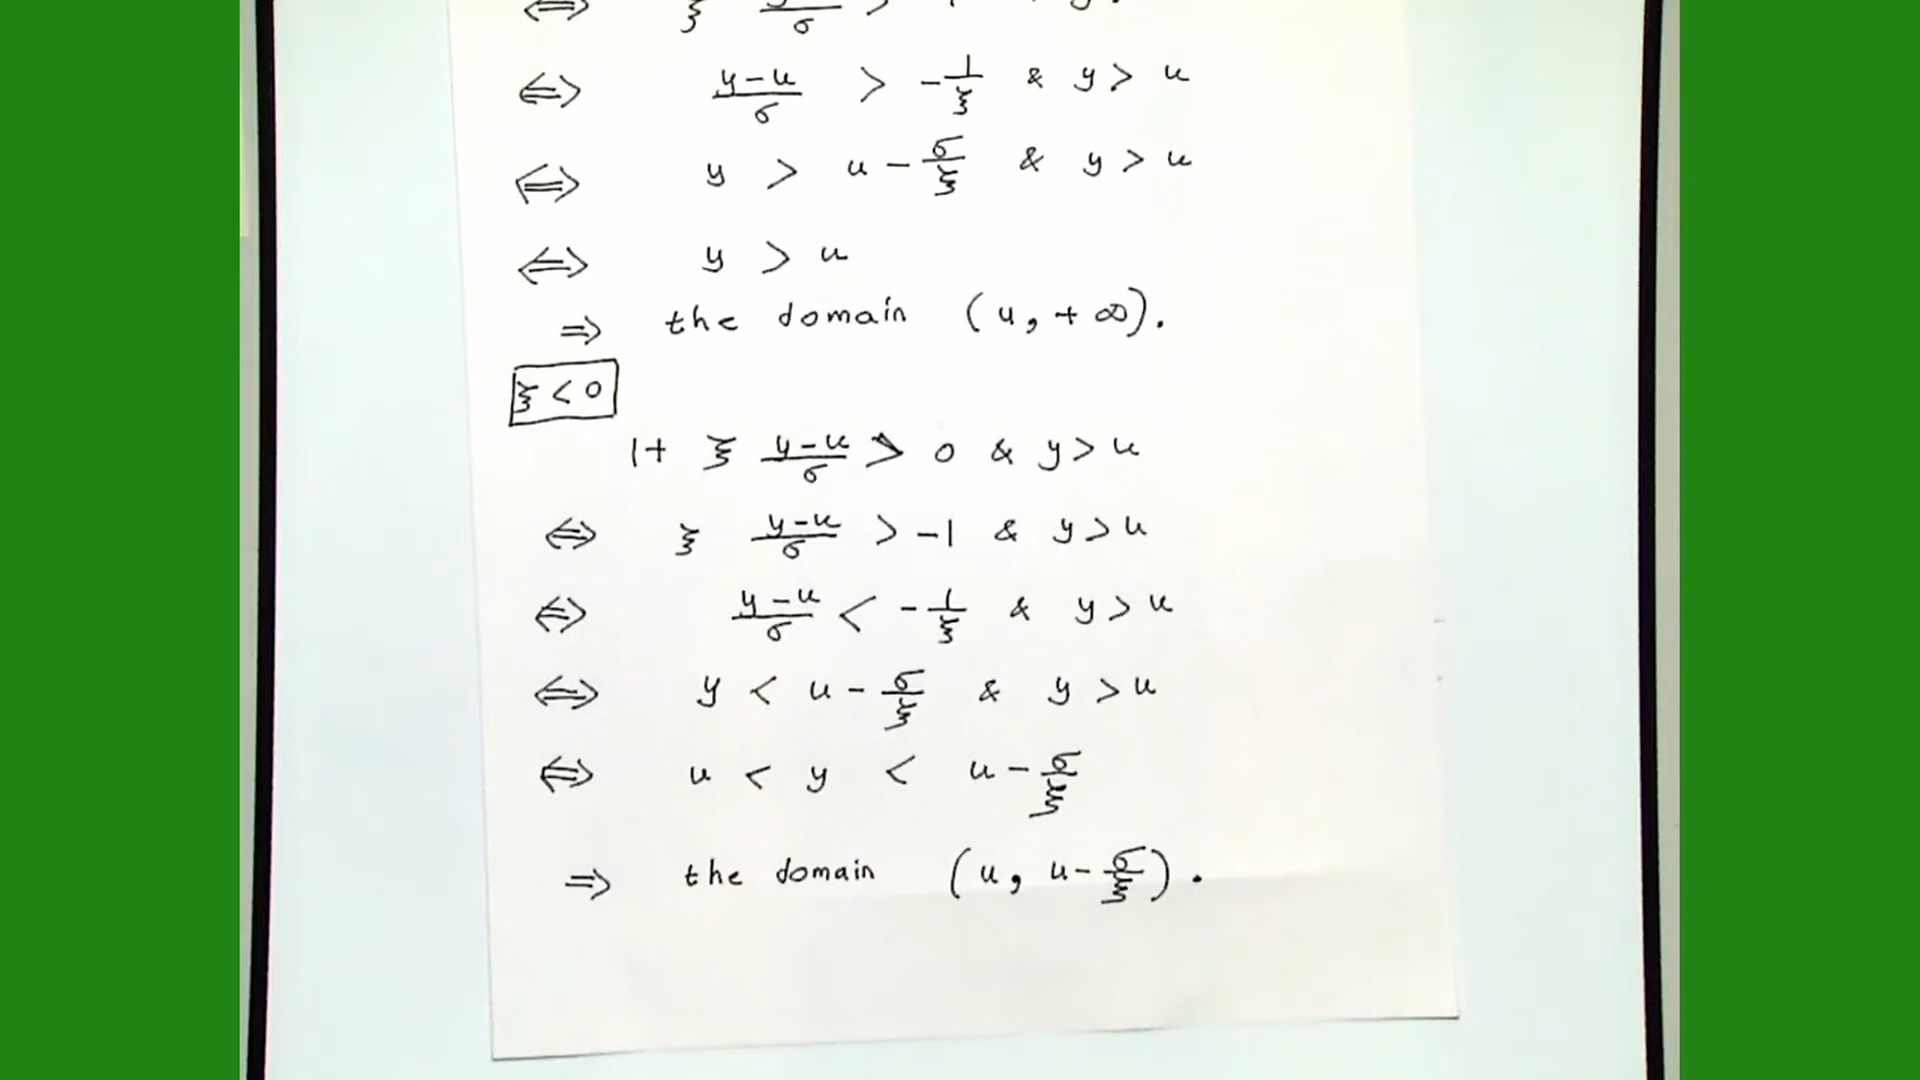 ⟺ ξ y-u/σ > 
⟺ (y-u)/σ > -1/ξ & y > u
⟺ y > u - σ/ξ & y > u
⟺ y > u
⇒ the domain (u, +∞).
ξ < 0
1+ ξ (y-u)/σ > 0 & y > u
⟺ ξ (y-u)/σ > -1 & y > u
⟺ (y-u)/σ < -1/ξ & y > u
⟺ y < u - σ/ξ & y > u
⟺ u < y < u - σ/ξ
⇒ the domain (u, u - σ/ξ).